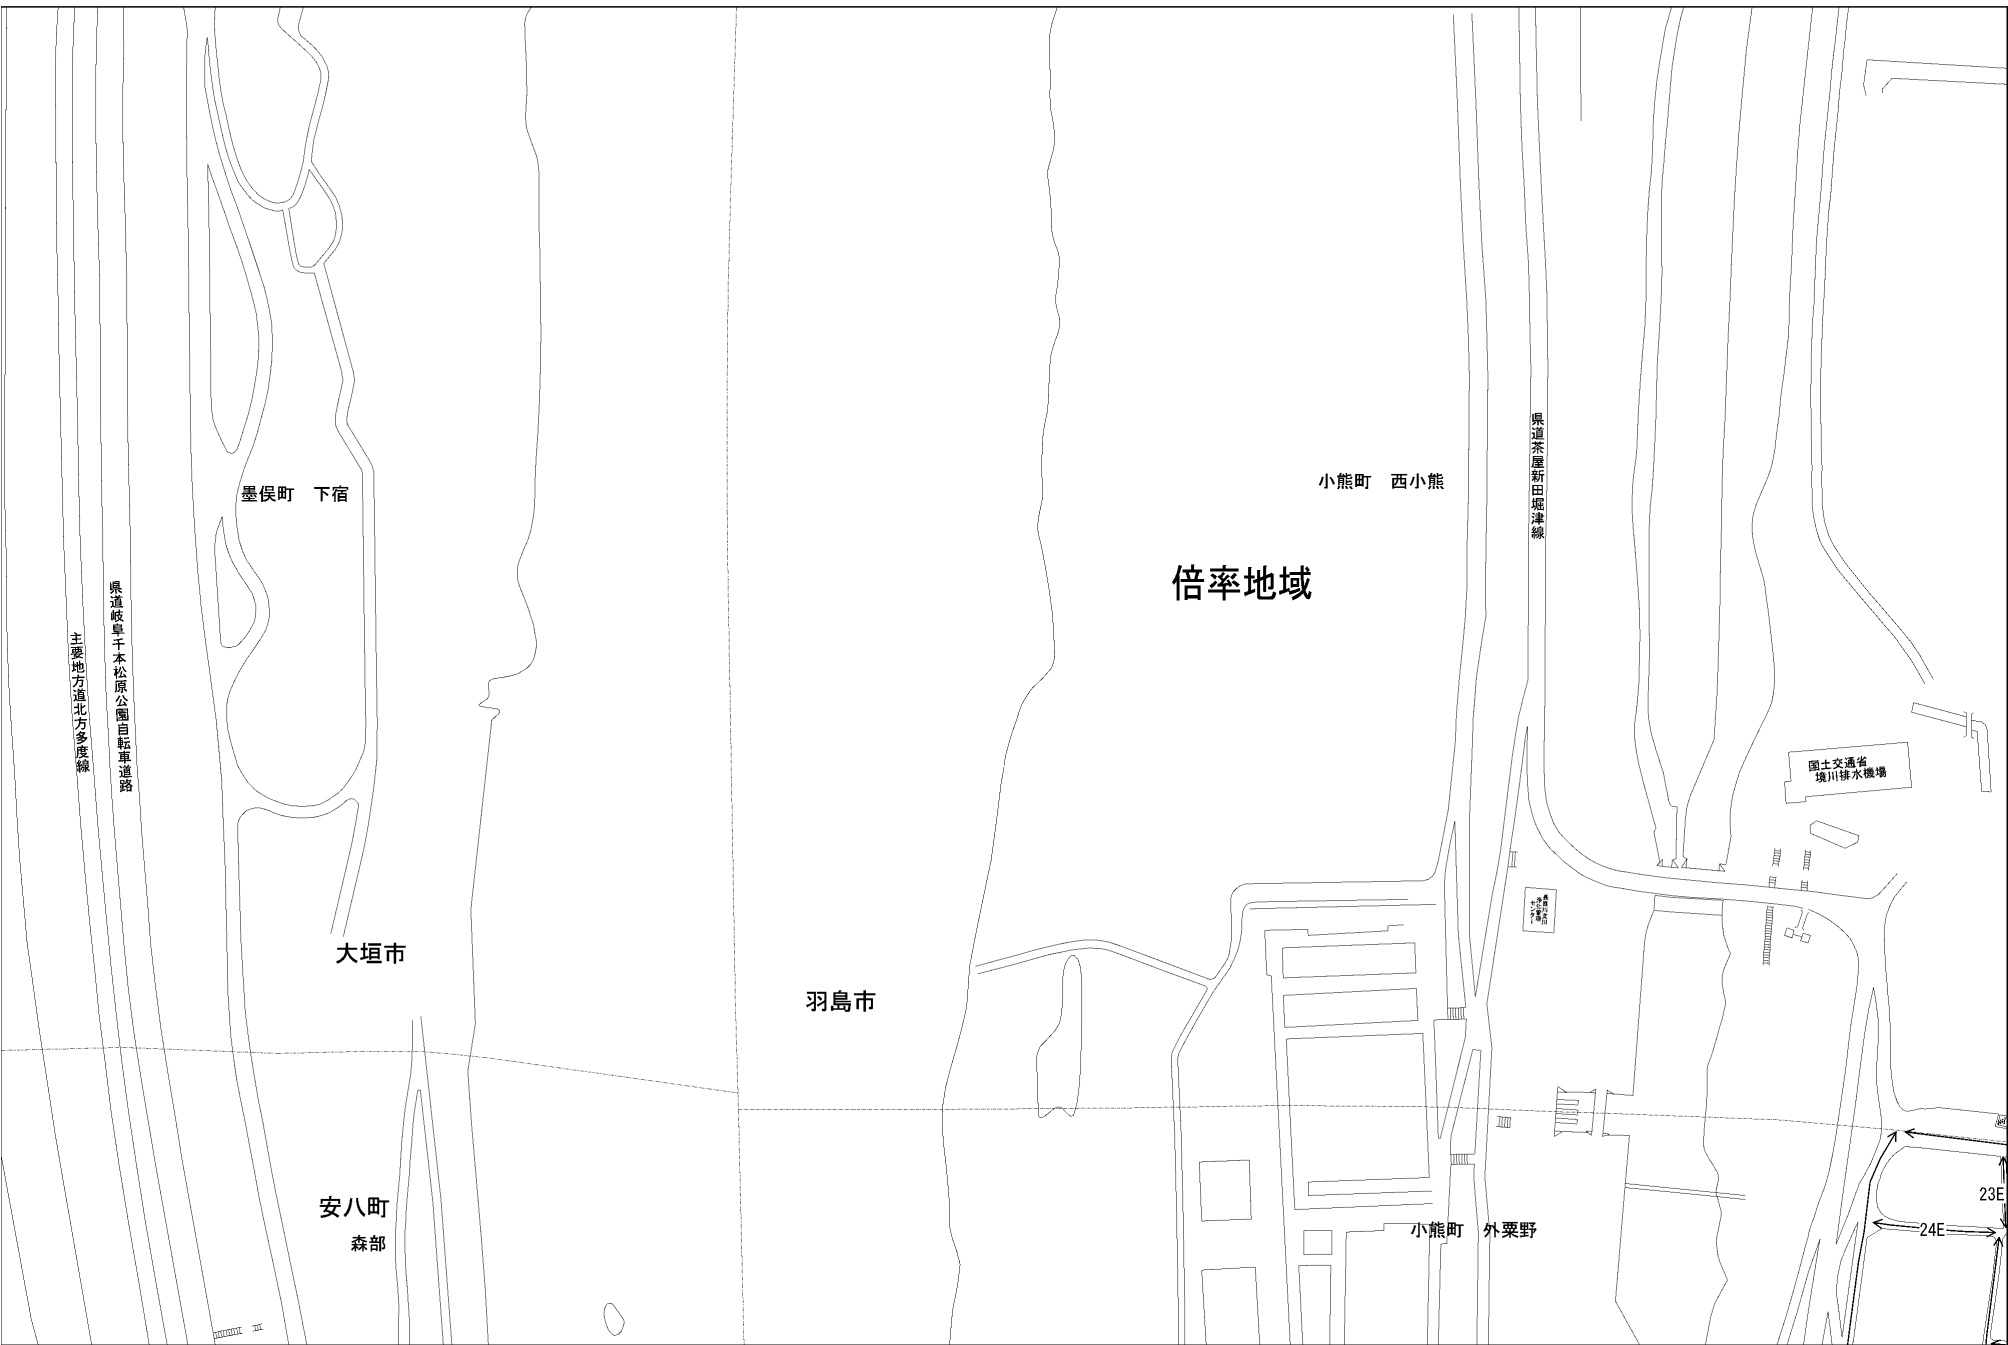 県道茶屋新田堀津線
小熊町　西小熊
墨俣町　下宿
倍率地域
県道岐阜千本松原公園自転車道路
主要地方道北方多度線
国土交通省
境川排水機場
大垣市
羽島市
23E
安八町
小熊町　外粟野
24E
森部